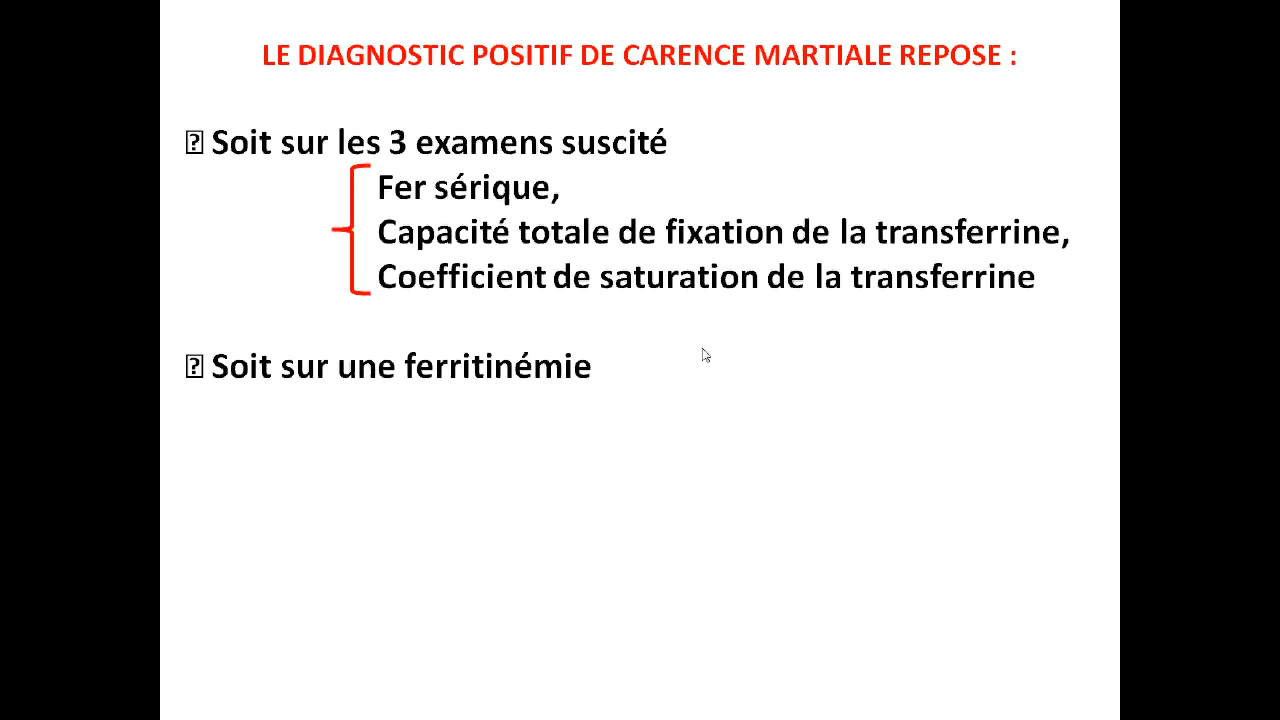 LE DIAGNOSTIC POSITIF DE CARENCE MARTIALE REPOSE :
Soit sur les 3 examens suscité
Fer sérique,
Capacité totale de fixation de la transferrine,
Coefficient de saturation de la transferrine
Soit sur une ferritinémie